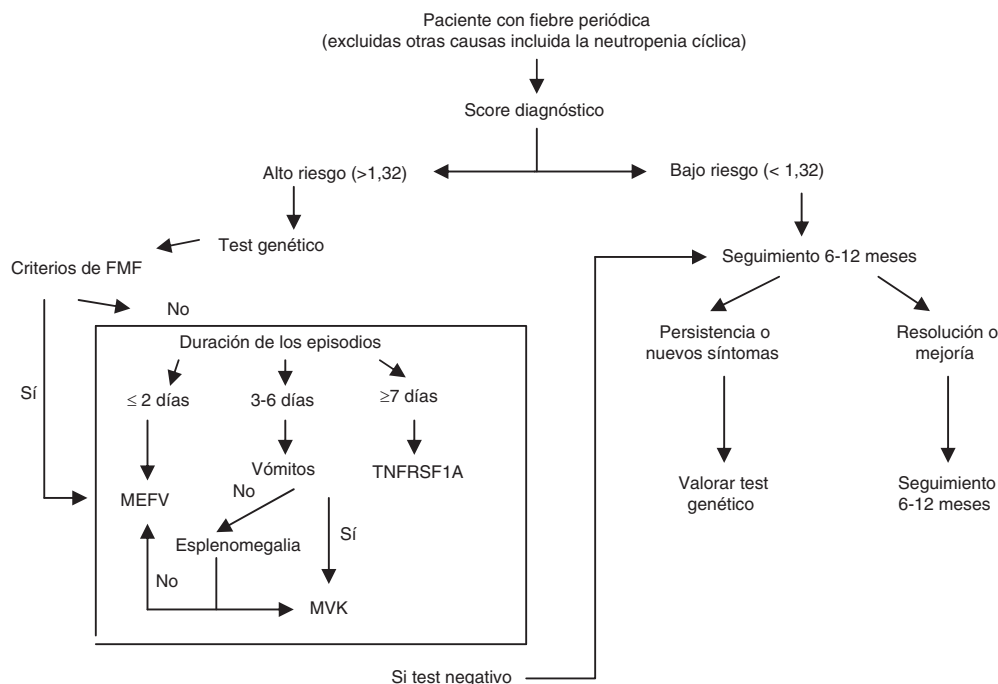 Paciente con fiebre periódica
(excluidas otras causas incluida la neutropenia cíclica)
Score diagnóstico
Alto riesgo (>1,32)
Bajo riesgo (< 1,32)
Test genético
Seguimiento 6-12 meses
Criterios de FMF
No
Persistencia o
nuevos síntomas
Resolución o
mejoría
Duración de los episodios
Sí
≤ 2 días
3-6 días
≥7 días
Vómitos
TNFRSF1A
Valorar test
genético
Seguimiento
6-12 meses
MEFV
No
Sí
Esplenomegalia
No
MVK
Si test negativo